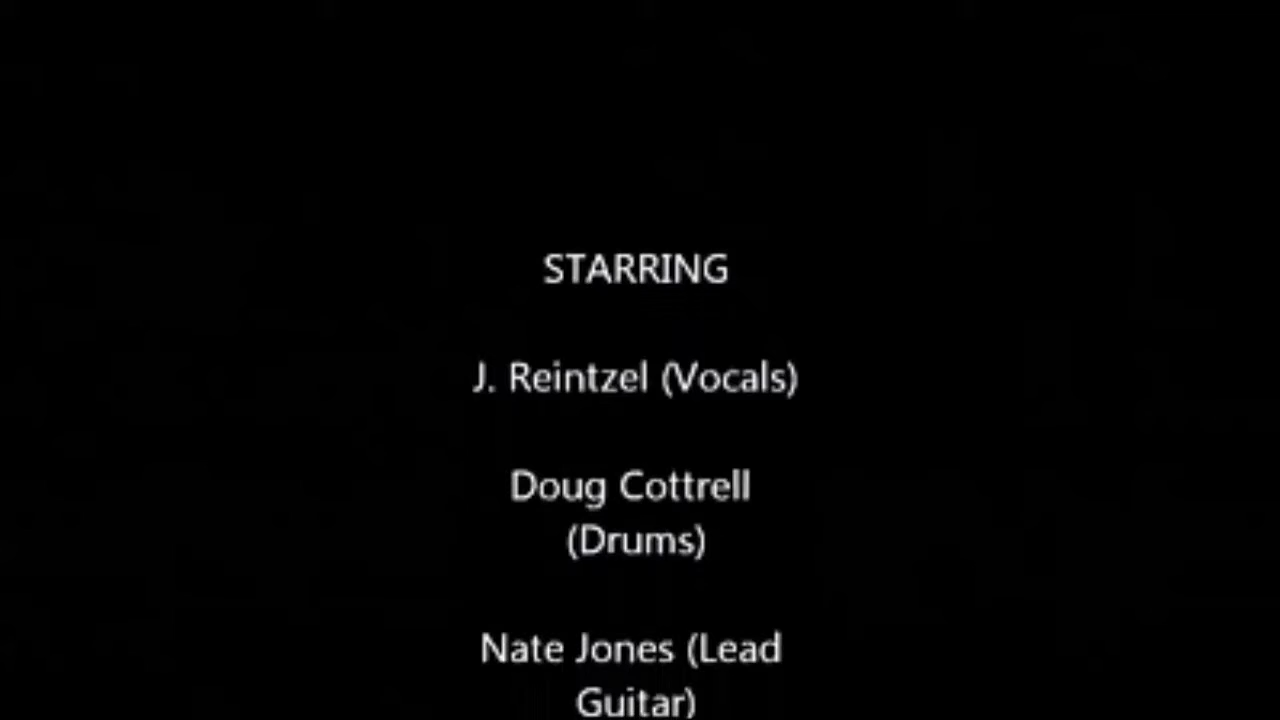 STARRING
J. Reintzel (Vocals)
Doug Cottrell
(Drums)
Nate Jones (Lead
Guitar)